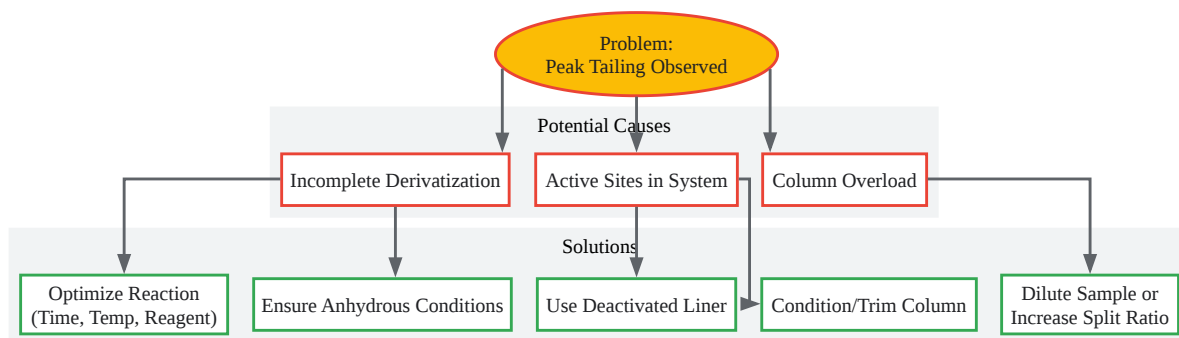 Problem:
Peak Tailing Observed
Potential Causes
Incomplete Derivatization
Active Sites in System
Column Overload
Solutions
Optimize Reaction
(Time, Temp, Reagent)
Ensure Anhydrous Conditions
Use Deactivated Liner
Condition/Trim Column
Dilute Sample or
Increase Split Ratio